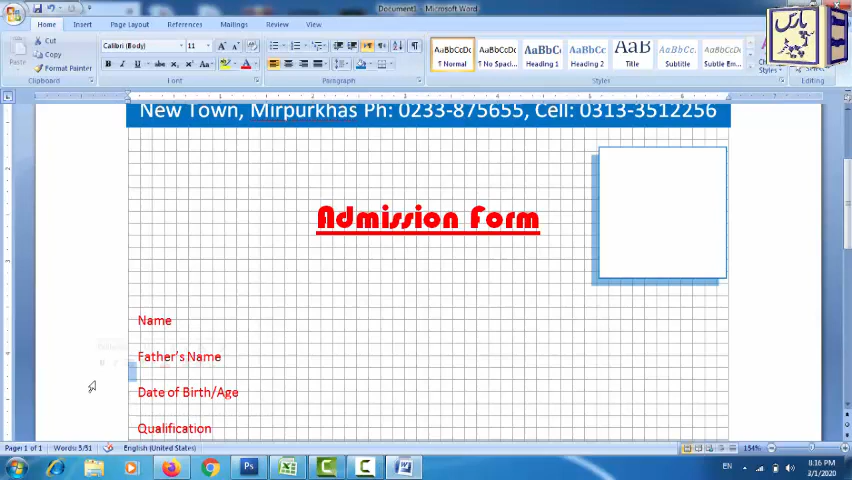 Document1 - Microsoft Word
Home Insert Page Layout References Mailings Review View
Cut
Copy
Format Painter
Paste
Calibri (Body) 11
AaBbCcDc AaBbCcDc AaBbCc AaBbCc AaB AaBbCc. AaBbCcDc
¶ Normal ¶ No Spaci... Heading 1 Heading 2 Title Subtitle Subtle Em...
Clipboard Font Paragraph Styles Editing
پارس
New Town, Mirpurkhas Ph: 0233-875655, Cell: 0313-3512256
Admission Form
Name
Father's Name
Date of Birth/Age
Qualification
Page: 1 of 1 Words: 5/31 English (United States) 154%
EN 8:16 PM
3/1/2020